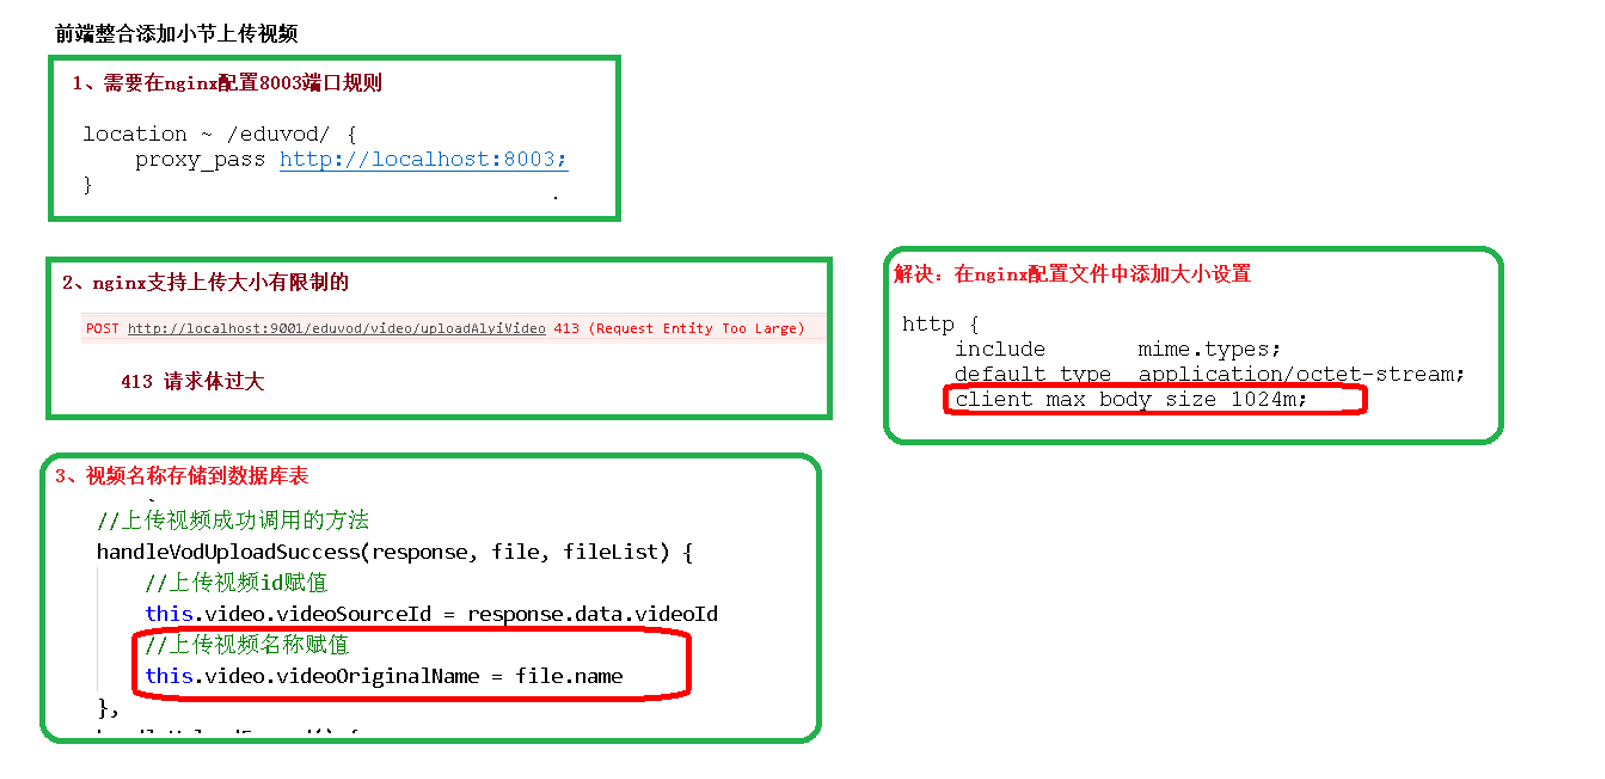 前端整合添加小节上传视频
1、需要在nginx配置8003端口规则
location ~ /eduvod/ {
proxy_pass http://localhost:8003;
}
2、nginx支持上传大小有限制的
POST http://localhost:9001/eduvod/video/uploadAlyiVideo 413 (Request Entity Too Large)
413 请求体过大
解决：在nginx配置文件中添加大小设置
http {
include mime.types;
default_type application/octet-stream;
client_max_body_size 1024m;
3、视频名称存储到数据库表
//上传视频成功调用的方法
handleVodUploadSuccess(response, file, fileList) {
//上传视频id赋值
this.video.videoSourceId = response.data.videoId
//上传视频名称赋值
this.video.videoOriginalName = file.name
},